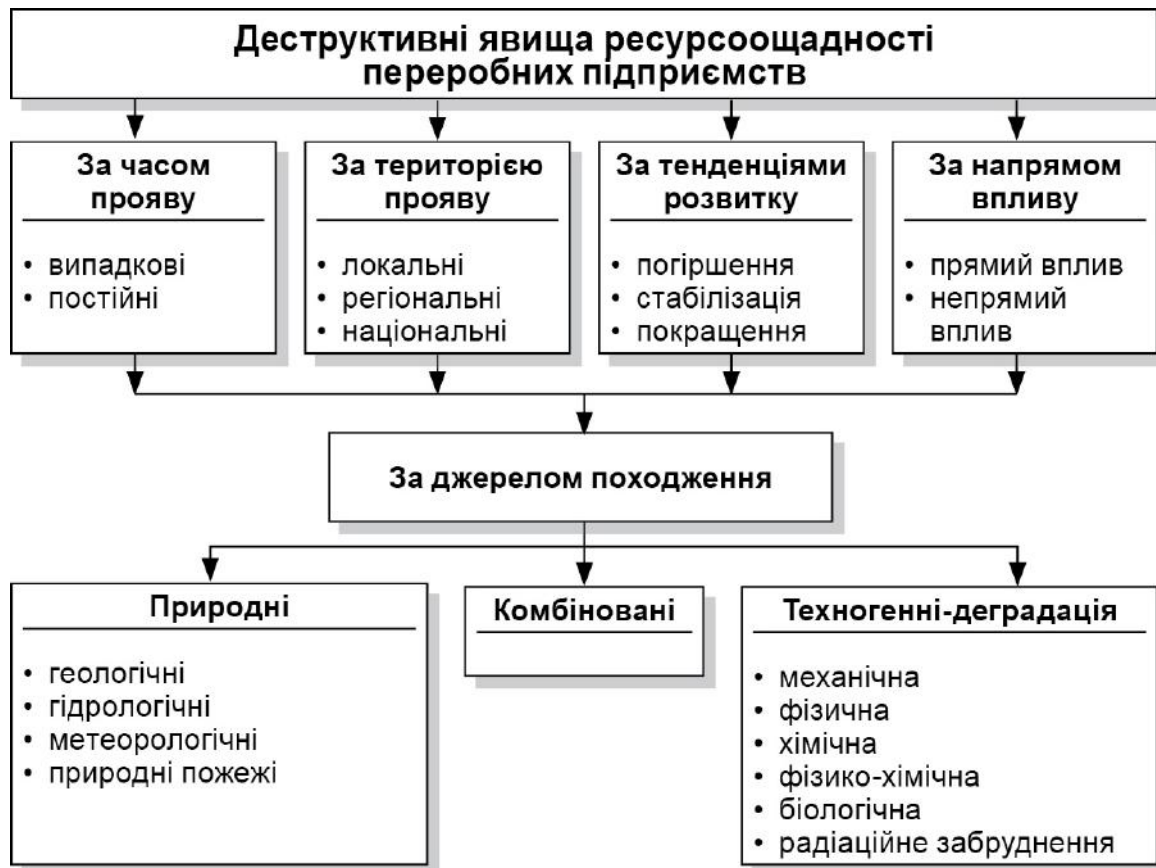 Деструктивні явища ресурсоощадності
переробних підприємств
За часом
прояву
• випадкові
• постійні
За територією
прояву
• локальні
• регіональні
• національні
За тенденціями
розвитку
• погіршення
• стабілізація
• покращення
За напрямом
впливу
• прямий вплив
• непрямий
вплив
За джерелом походження
Природні
• геологічні
• гідрологічні
• метеорологічні
• природні пожежі
Комбіновані
Техногенні-деградація
• механічна
• фізична
• хімічна
• фізико-хімічна
• біологічна
• радіаційне забруднення